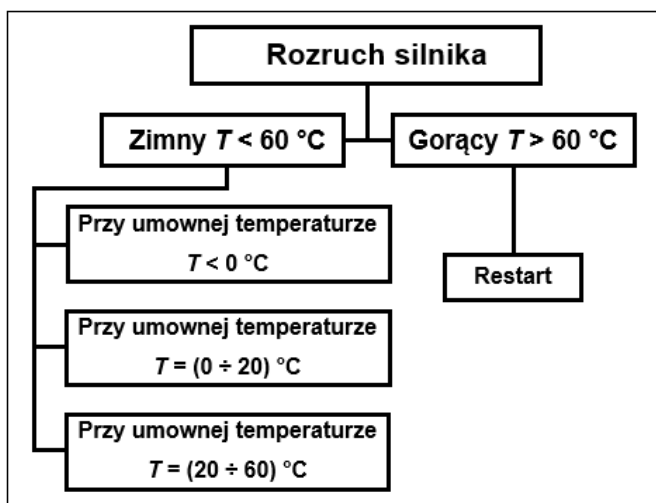 Rozruch silnika
Zimny T < 60 °C
Gorący T > 60 °C
Przy umownej temperaturze
T < 0 °C
Restart
Przy umownej temperaturze
T = (0 ÷ 20) °C
Przy umownej temperaturze
T = (20 ÷ 60) °C